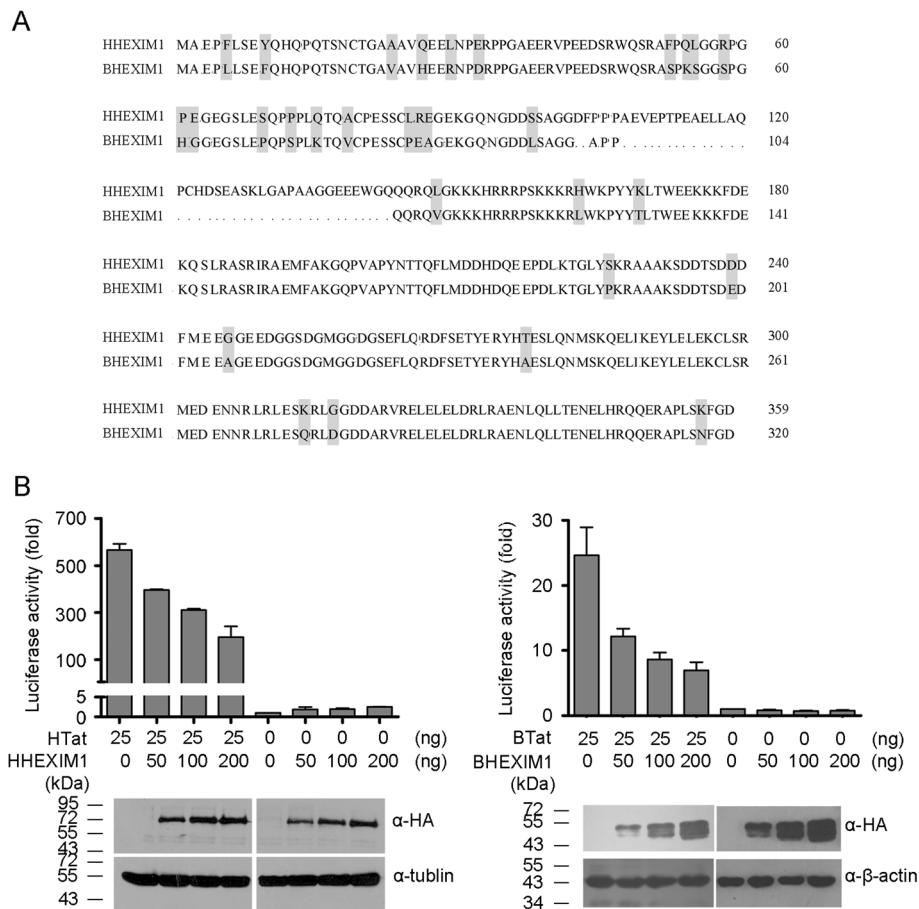 A
HHEXIM1 MAEPFLSEYQHQPQTSNCTGAAAVQEELNPERPPGAEERVPEEDSRWQSRAFPQLGGRPG 60
BHEXIM1 MAEPLLSEFQHQPQTSNCTGAVAVHEERNPDRPPGAEERVPEEDSRWQSRASPKSGGSPG 60
HHEXIM1 PEGEGSLESQPPPLQTQACPESSCLREGEKGQNGDDSSAGGDFPPPAEVEPTPEAELLAQ 120
BHEXIM1 HGGEGSLEPQPSPLKTQVCPESSCPEAGEKGQNGDDLSAGG..APP.............. 104
HHEXIM1 PCHDSEASKLGAPAAGGEEEWGQQQRQLGKKKHRRRPSKKKRHWKPYYKLTWEEKKKFDE 180
BHEXIM1 .......................QQRQVGKKKHRRRPSKKKRLWKPYYTLTWEEKKKFDE 141
HHEXIM1 KQSLRASRIRAEMFAKGQPVAPYNTTQFLMDDHDQEEPDLKTGLYSKRAAAKSDDTSDDD 240
BHEXIM1 KQSLRASRIRAEMFAKGQPVAPYNTTQFLMDDHDQEEPDLKTGLYPKRAAAKSDDTSDED 201
HHEXIM1 FMEEGGEEDGGSDGMGGDGSEFLQRDFSETYERYHTESLQNMSKQELIKEYLELEKCLSR 300
BHEXIM1 FMEEAGEEDGGSDGMGGDGSEFLQRDFSETYERYHAESLQNMSKQELIKEYLELEKCLSR 261
HHEXIM1 MEDENNRLRLESKRLGGDDARVRELELELDRLRAENLQLLTENELHRQQERAPLSKFGD 359
BHEXIM1 MEDENNRLRLESQRLDGDDARVRELELELDRLRAENLQLLTENELHRQQERAPLSNFGD 320
B
Luciferase activity (fold)
700
500
300
100
5
0
HTat 25 25 25 25 0 0 0 0 (ng)
HHEXIM1 0 50 100 200 0 50 100 200 (ng)
(kDa)
95
72
55
43
α-HA
72
55
43
α-tublin
Luciferase activity (fold)
30
20
10
0
BTat 25 25 25 25 0 0 0 0 (ng)
BHEXIM1 0 50 100 200 0 50 100 200 (ng)
(kDa)
72
55
43
α-HA
55
43
34
α-β-actin